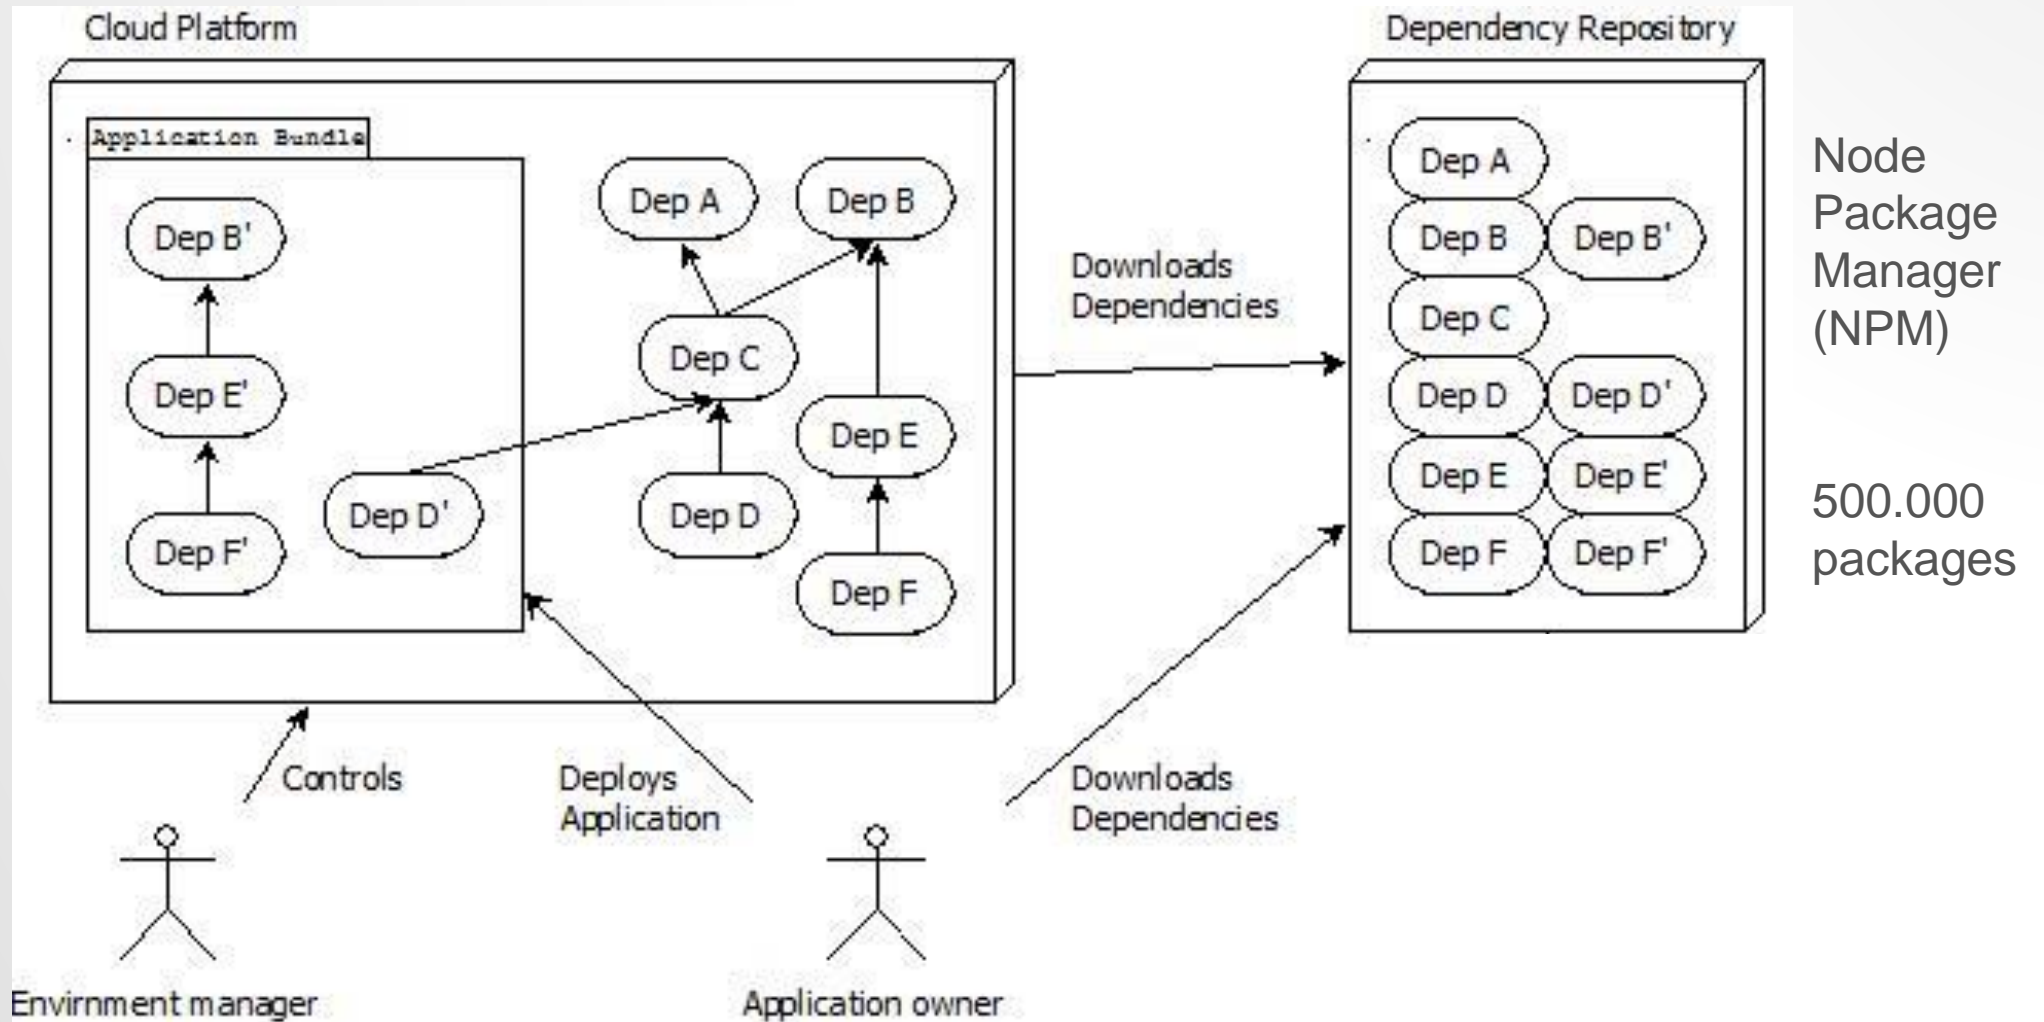 Cloud Platform
Dependency Repository
Application Bundle
Dep B'
Dep E'
Dep F'
Dep D'
Dep A
Dep B
Dep C
Dep D
Dep E
Dep F
Downloads
Dependencies
Dep A
Dep B
Dep B'
Dep C
Dep D
Dep D'
Dep E
Dep E'
Dep F
Dep F'
Node
Package
Manager
(NPM)
500.000
packages
Controls
Deploys
Application
Downloads
Dependencies
Envirnment manager
Application owner